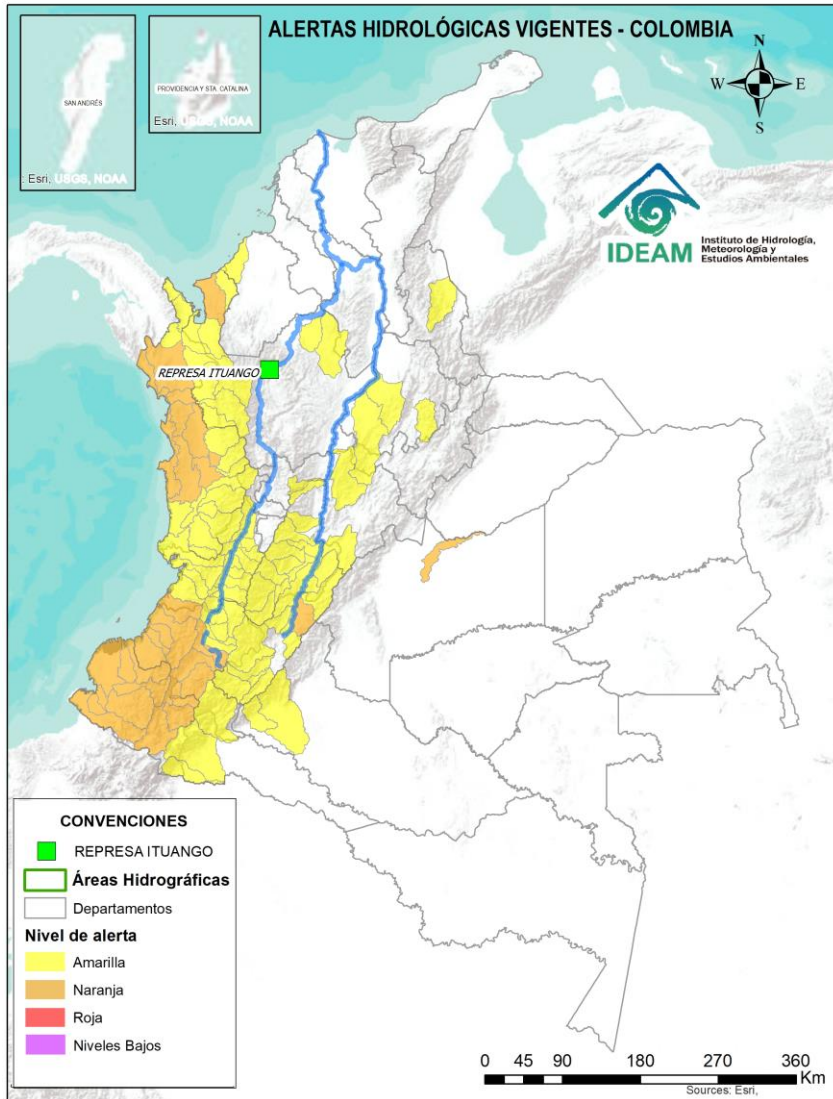 ALERTAS HIDROLÓGICAS VIGENTES - COLOMBIA
SAN ANDRÉS
: Esri, USGS, NOAA
PROVIDENCIA Y STA. CATALINA
Esri, USGS, NOAA
N
W E
S
IDEAM
Instituto de Hidrología,
Meteorología y
Estudios Ambientales
REPRESA ITUANGO
CONVENCIONES
REPRESA ITUANGO
Áreas Hidrográficas
Departamentos
Nivel de alerta
Amarilla
Naranja
Roja
Niveles Bajos
0 45 90 180 270 360
Km
Sources: Esri,